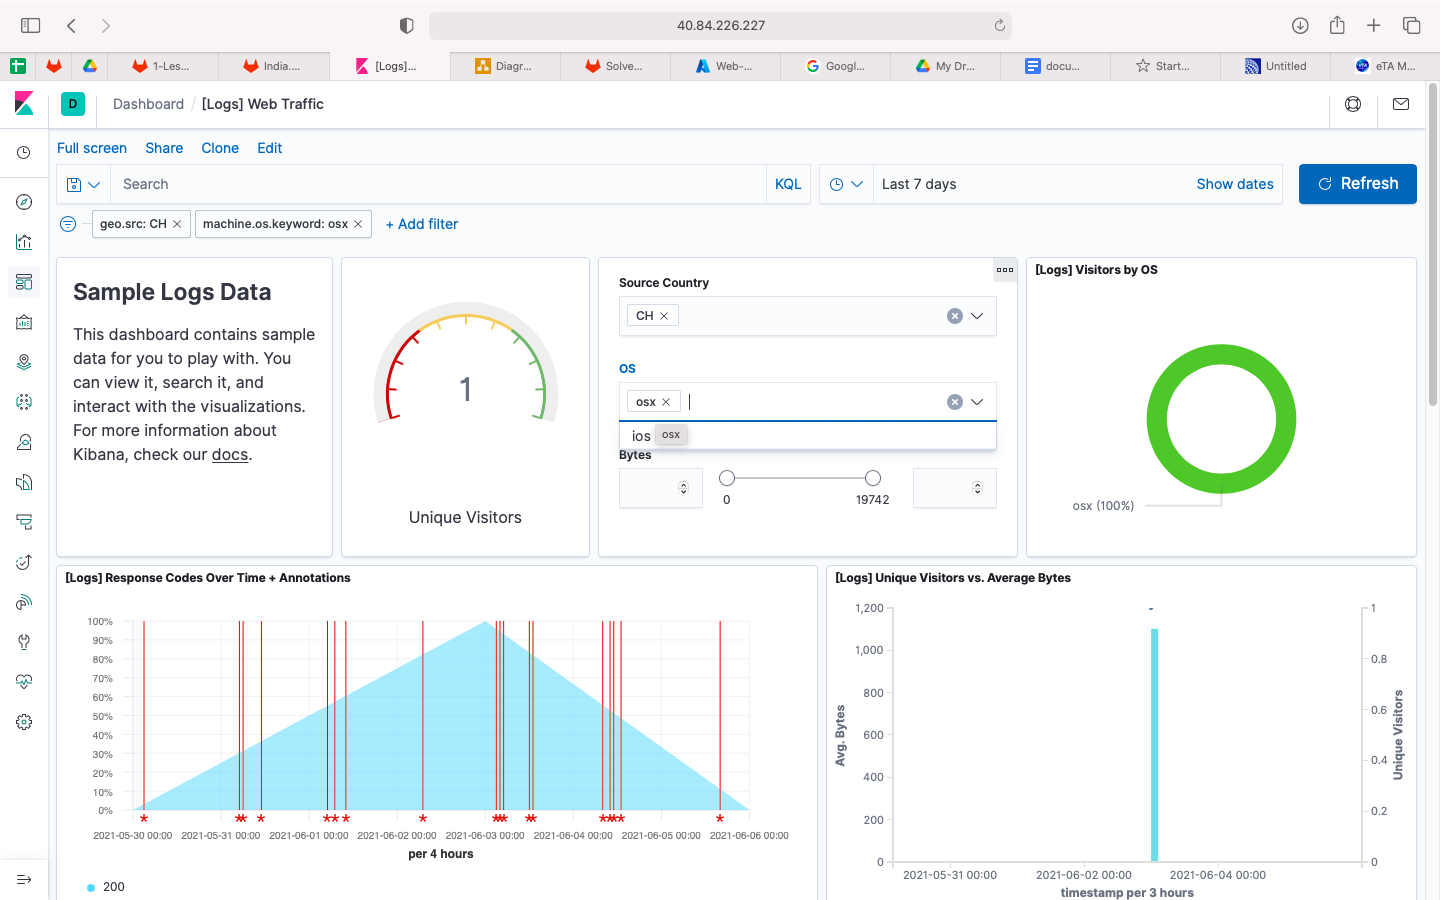 40.84.226.227
1-Les...
India....
[Logs]...
Diagr...
Solve...
Web-...
Googl...
My Dr...
docu...
Start...
Untitled
eTA M...
D
Dashboard / [Logs] Web Traffic
Full screen Share Clone Edit
Search
KQL
Last 7 days
Show dates
Refresh
geo.src: CH ×
machine.os.keyword: osx ×
+ Add filter
Sample Logs Data
This dashboard contains sample
data for you to play with. You
can view it, search it, and
interact with the visualizations.
For more information about
Kibana, check our docs.
1
Unique Visitors
Source Country
CH ×
OS
osx ×
ios osx
Bytes
0
19742
[Logs] Visitors by OS
osx (100%)
[Logs] Response Codes Over Time + Annotations
100%
90%
80%
70%
60%
50%
40%
30%
20%
10%
0%
2021-05-30 00:00 2021-05-31 00:00 2021-06-01 00:00 2021-06-02 00:00 2021-06-03 00:00 2021-06-04 00:00 2021-06-05 00:00 2021-06-06 00:00
per 4 hours
200
[Logs] Unique Visitors vs. Average Bytes
Avg. Bytes
1,200
1,000
800
600
400
200
0
1
0.8
0.6
0.4
0.2
0
Unique Visitors
2021-05-31 00:00 2021-06-02 00:00 2021-06-04 00:00
timestamp per 3 hours